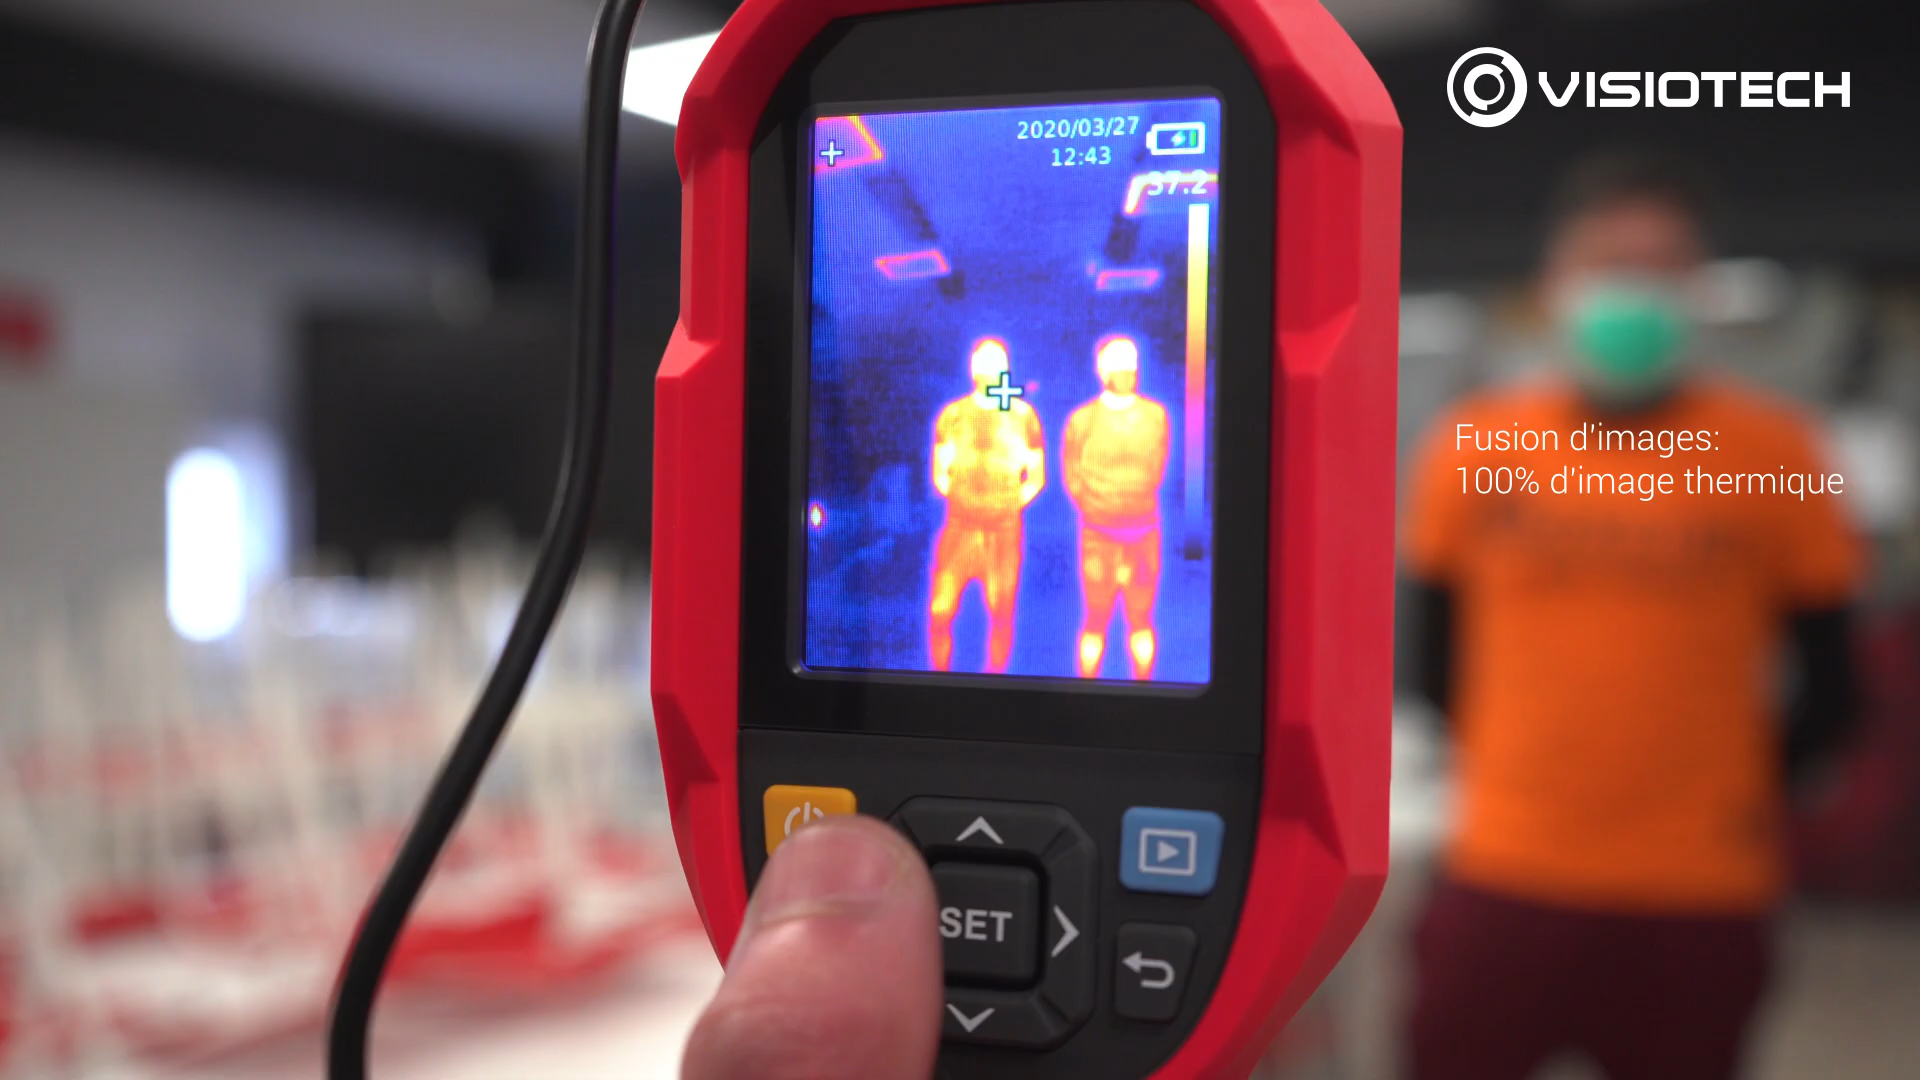 VISIOTECH
2020/03/27
12:43
37.2
Fusion d'images:
100% d'image thermique
SET